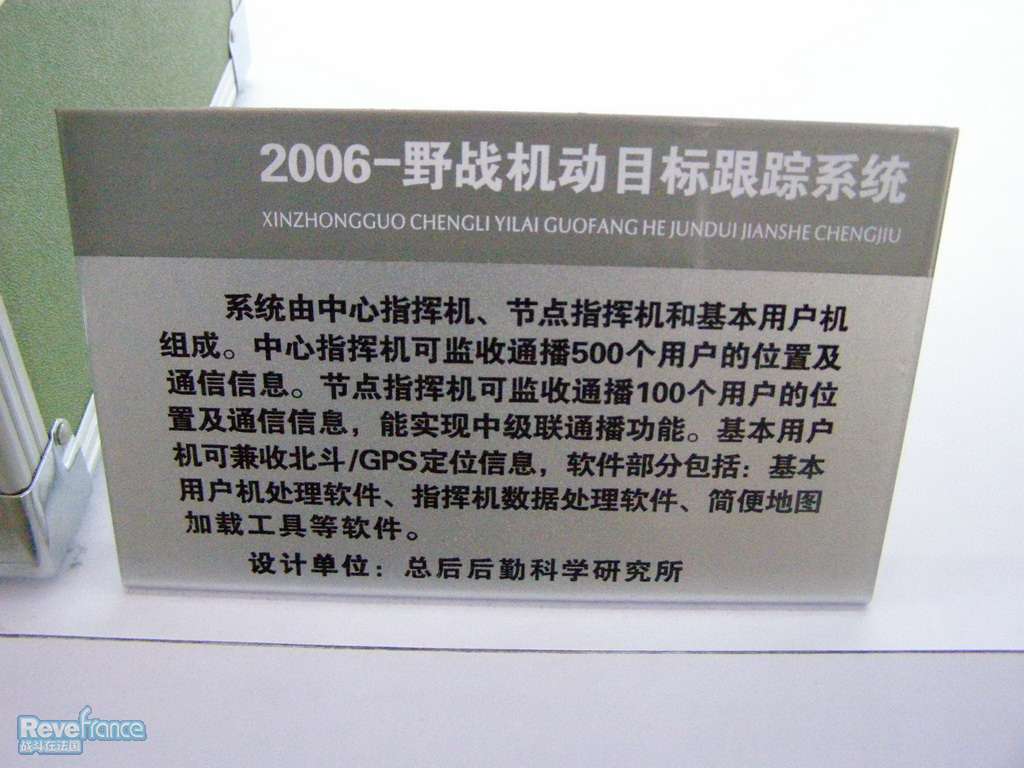 2006-野战机动目标跟踪系统
XINZHONGGUO CHENGLI YILAI GUOFANG HE JUNDUI JIANSHE CHENGJIU
系统由中心指挥机、节点指挥机和基本用户机
组成。中心指挥机可监收通播500个用户的位置及
通信信息。节点指挥机可监收通播100个用户的位
置及通信信息，能实现中级联通播功能。基本用户
机可兼收北斗/GPS定位信息，软件部分包括：基本
用户机处理软件、指挥机数据处理软件、简便地图
加载工具等软件。
设计单位：总后后勤科学研究所
Revefrance
战斗在法国